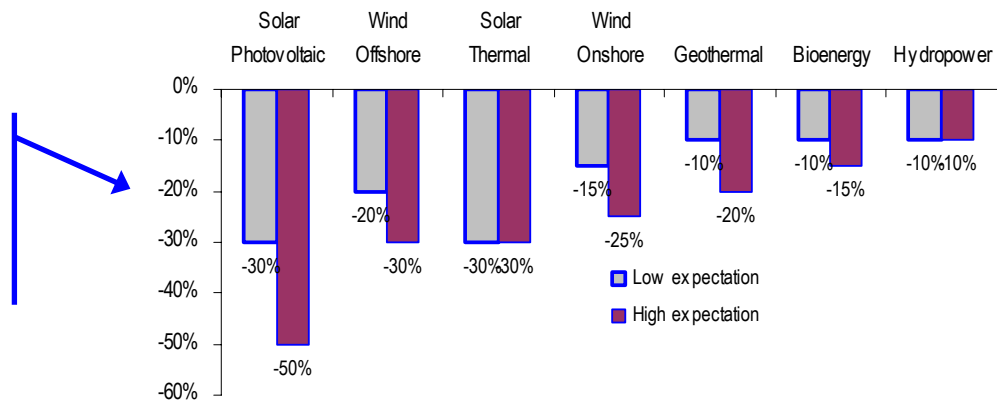 Solar Wind Solar Wind
Photovoltaic Offshore Thermal Onshore Geothermal Bioenergy Hydropower
0%
-10%
-10% -10% -10% -10%
-15% -15%
-20%
-20% -20%
-25%
-30%
-30% -30% -30% -30%
Low expectation
-40%
High expectation
-50%
-50%
-60%